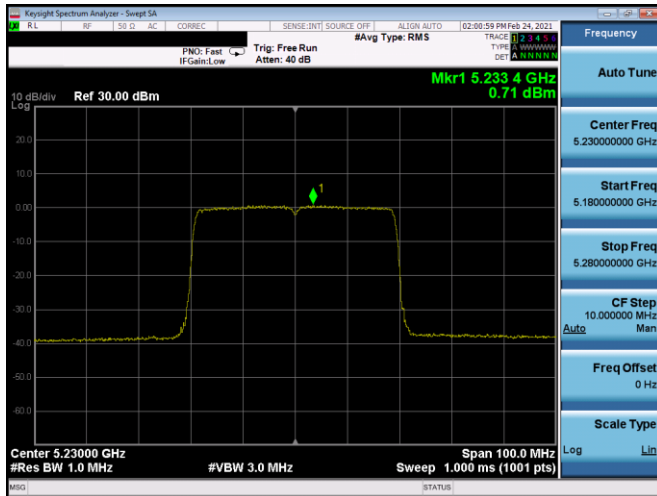 Keysight Spectrum Analyzer - Swept SA
RL RF 50 Ω AC CORREC SENSE:INT SOURCE OFF ALIGN AUTO 02:00:59 PM Feb 24, 2021
#Avg Type: RMS
TRACE 1 2 3 4 5 6
TYPE A WWWWW
DET A N N N N N
PNO: Fast
IFGain:Low
Trig: Free Run
Atten: 40 dB
Mkr1 5.233 4 GHz
0.71 dBm
10 dB/div Ref 30.00 dBm
Log
20.0
10.0
0.00
-10.0
-20.0
-30.0
-40.0
-50.0
-60.0
1
Center 5.23000 GHz Span 100.0 MHz
#Res BW 1.0 MHz #VBW 3.0 MHz Sweep 1.000 ms (1001 pts)
MSG STATUS
Frequency
Auto Tune
Center Freq
5.230000000 GHz
Start Freq
5.180000000 GHz
Stop Freq
5.280000000 GHz
CF Step
10.000000 MHz
Auto Man
Freq Offset
0 Hz
Scale Type
Log Lin